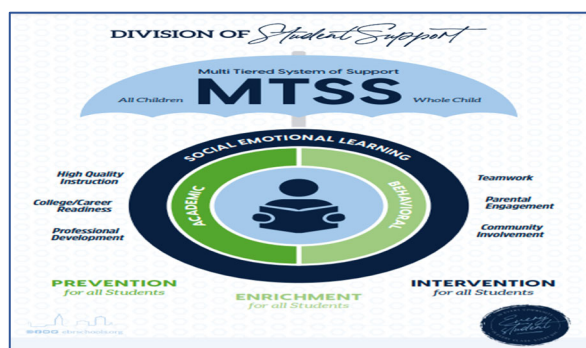 DIVISION OF Student Support
Multi Tiered System of Support
All Children MTSS Whole Child
SOCIAL EMOTIONAL LEARNING
ACADEMIC
BEHAVIORAL
High Quality
Instruction
College/Career
Readiness
Professional
Development
Teamwork
Parental
Engagement
Community
Involvement
PREVENTION
for all Students
ENRICHMENT
for all Students
INTERVENTION
for all Students
Every
Student